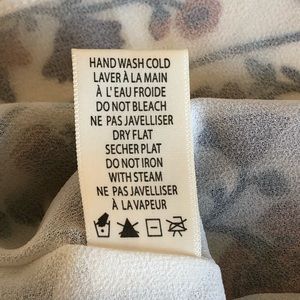 HAND WASH COLD
LAVER À LA MAIN
À L' EAU FROIDE
DO NOT BLEACH
NE PAS JAVELLISER
DRY FLAT
SECHER PLAT
DO NOT IRON
WITH STEAM
NE PAS JAVELLISER
À LA VAPEUR